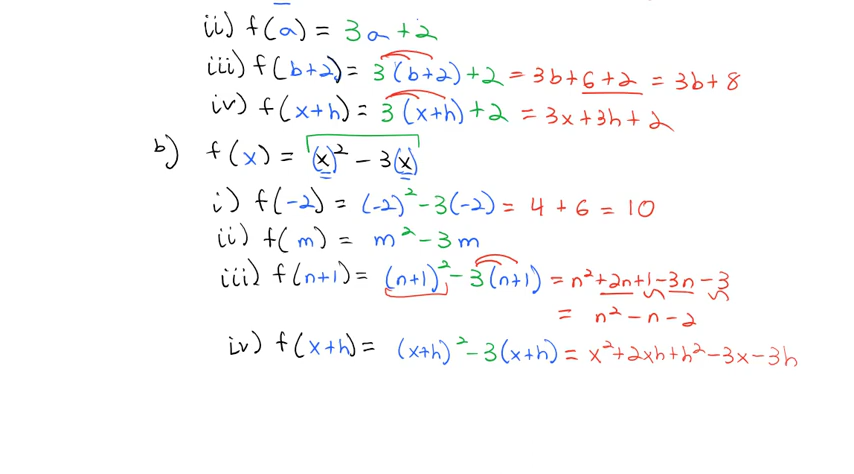 ii) f(a) = 3a + 2
iii) f(b+2) = 3(b+2) + 2 = 3b + 6 + 2 = 3b + 8
iv) f(x+h) = 3(x+h) + 2 = 3x + 3h + 2
b) f(x) = (x)² - 3(x)
i) f(-2) = (-2)² - 3(-2) = 4 + 6 = 10
ii) f(m) = m² - 3m
iii) f(n+1) = (n+1)² - 3(n+1) = n² + 2n + 1 - 3n - 3
= n² - n - 2
iv) f(x+h) = (x+h)² - 3(x+h) = x² + 2xh + h² - 3x - 3h